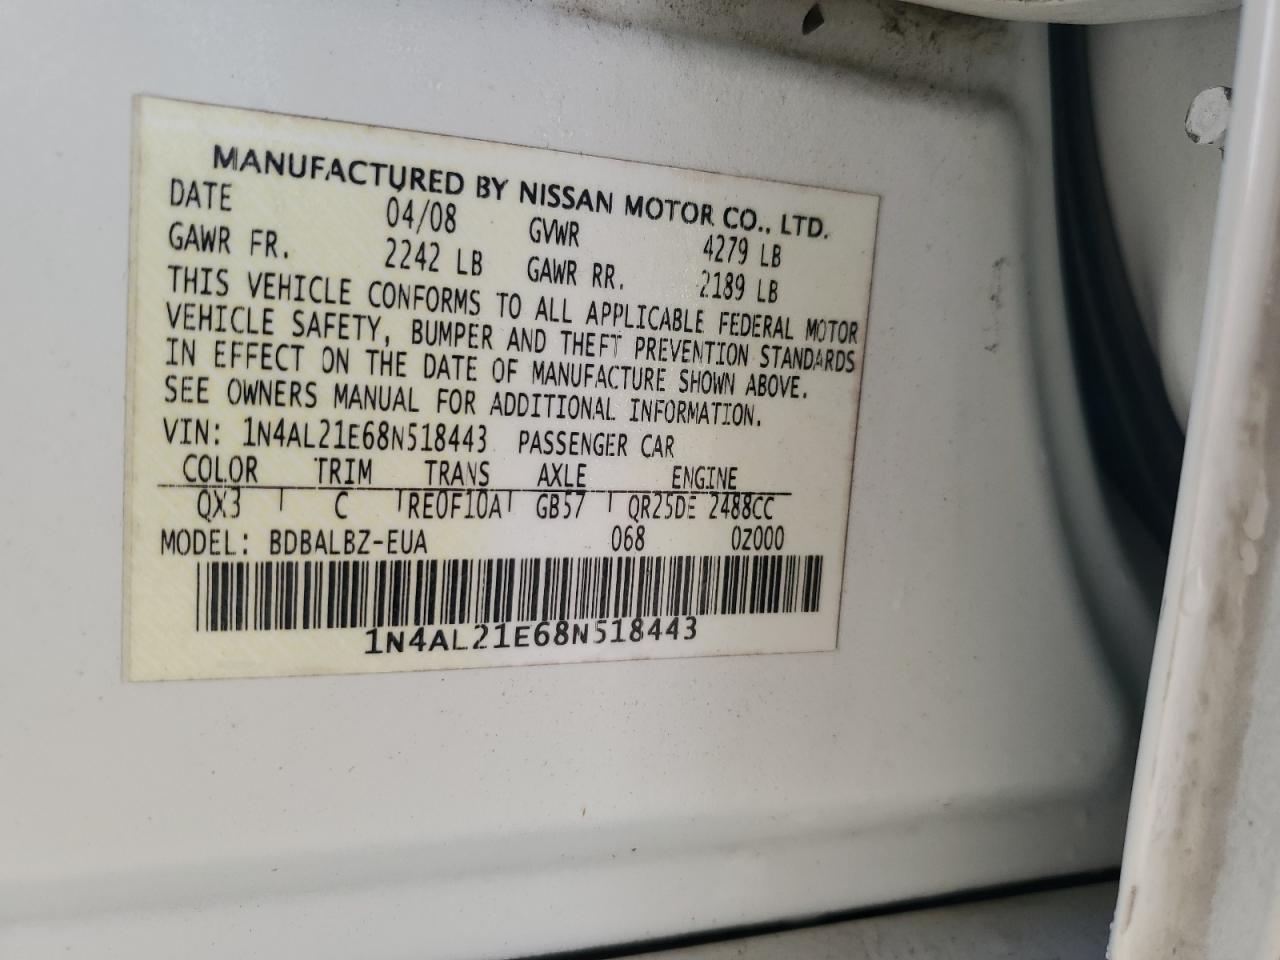 MANUFACTURED BY NISSAN MOTOR CO., LTD.
DATE 04/08 GVWR 4279 LB
GAWR FR. 2242 LB GAWR RR. 2189 LB
THIS VEHICLE CONFORMS TO ALL APPLICABLE FEDERAL MOTOR
VEHICLE SAFETY, BUMPER AND THEFT PREVENTION STANDARDS
IN EFFECT ON THE DATE OF MANUFACTURE SHOWN ABOVE.
SEE OWNERS MANUAL FOR ADDITIONAL INFORMATION.
VIN: 1N4AL21E68N518443 PASSENGER CAR
COLOR TRIM TRANS AXLE ENGINE
QX3 C RE0F10A GB57 QR25DE 2488CC
MODEL: BDBALBZ-EUA 068 0Z000
1N4AL21E68N518443